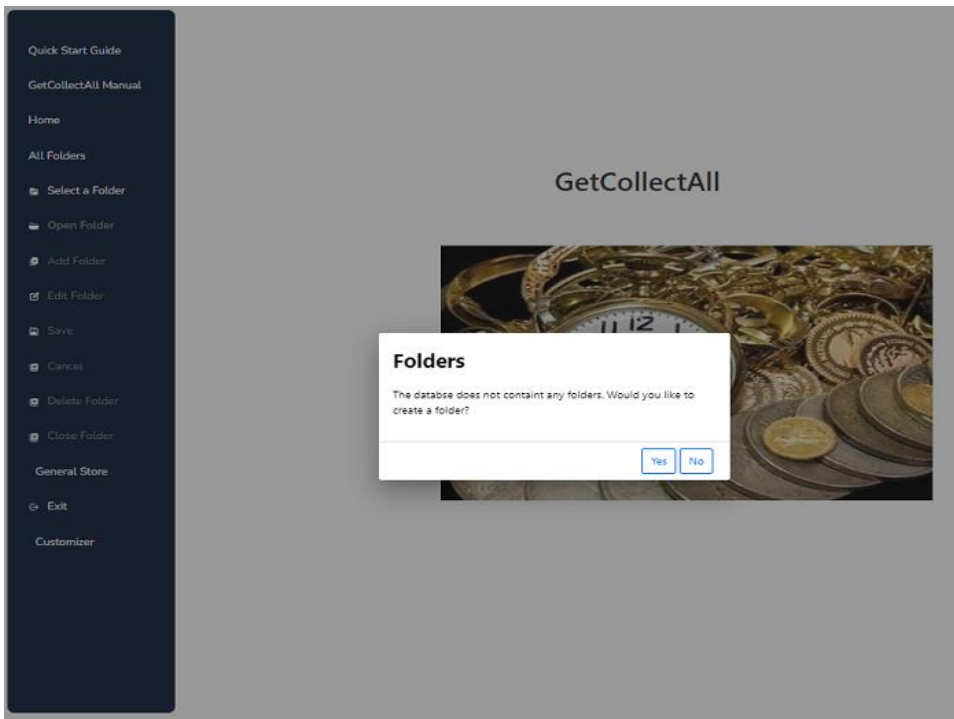 Quick Start Guide
GetCollectAll Manual
Home
All Folders
Select a Folder
Open Folder
Add Folder
Edit Folder
Save
Cancel
Delete Folder
Close Folder
General Store
Exit
Customizer
GetCollectAll
11 12
Folders
The databse does not containt any folders. Would you like to
create a folder?
Yes No